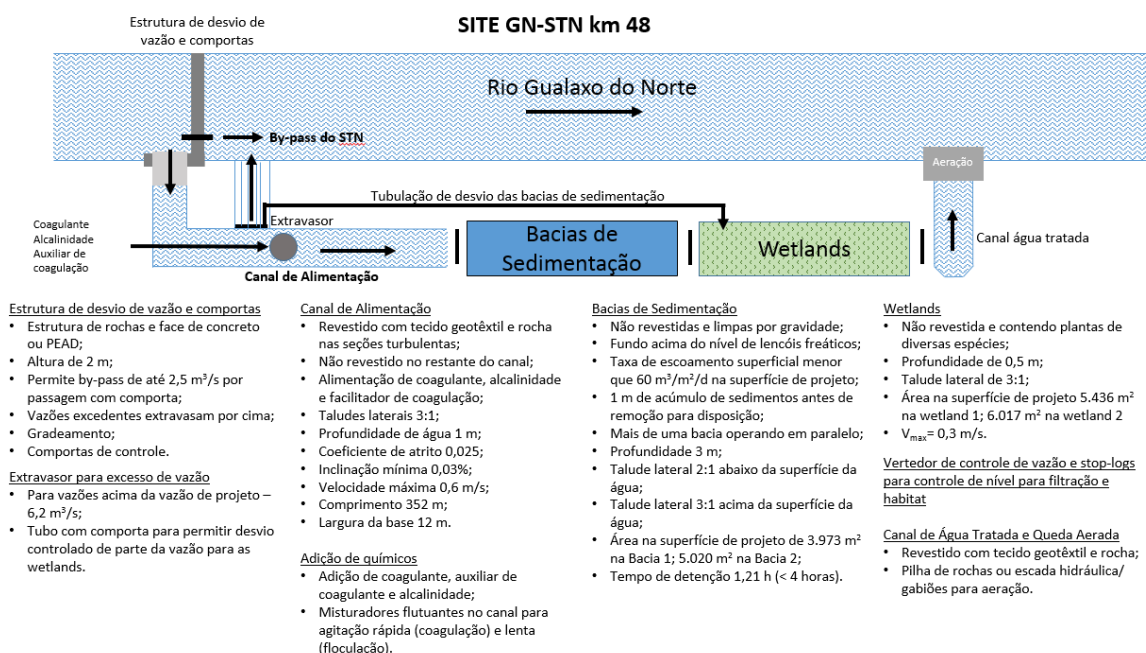 SITE GN-STN km 48
Estrutura de desvio de
vazão e comportas
Rio Gualaxo do Norte
By-pass do STN
Aeração
Tubulação de desvio das bacias de sedimentação
Coagulante
Alcalinidade
Auxiliar de
coagulação
Extravasor
Canal de Alimentação
Bacias de
Sedimentação
Wetlands
Canal água tratada
Estrutura de desvio de vazão e comportas
• Estrutura de rochas e face de concreto
ou PEAD;
• Altura de 2 m;
• Permite by-pass de até 2,5 m³/s por
passagem com comporta;
• Vazões excedentes extravasam por cima;
• Gradeamento;
• Comportas de controle.
Extravasor para excesso de vazão
• Para vazões acima da vazão de projeto –
6,2 m³/s;
• Tubo com comporta para permitir desvio
controlado de parte da vazão para as
wetlands.
Canal de Alimentação
• Revestido com tecido geotêxtil e rocha
nas seções turbulentas;
• Não revestido no restante do canal;
• Alimentação de coagulante, alcalinidade
e facilitador de coagulação;
• Taludes laterais 3:1;
• Profundidade de água 1 m;
• Coeficiente de atrito 0,025;
• Inclinação mínima 0,03%;
• Velocidade máxima 0,6 m/s;
• Comprimento 352 m;
• Largura da base 12 m.
Adição de químicos
• Adição de coagulante, auxiliar de
coagulante e alcalinidade;
• Misturadores flutuantes no canal para
agitação rápida (coagulação) e lenta
(floculação).
Bacias de Sedimentação
• Não revestidas e limpas por gravidade;
• Fundo acima do nível de lencóis freáticos;
• Taxa de escoamento superficial menor
que 60 m³/m²/d na superfície de projeto;
• 1 m de acúmulo de sedimentos antes de
remoção para disposição;
• Mais de uma bacia operando em paralelo;
• Profundidade 3 m;
• Talude lateral 2:1 abaixo da superfície da
água;
• Talude lateral 3:1 acima da superfície da
água;
• Área na superfície de projeto de 3.973 m²
na Bacia 1; 5.020 m² na Bacia 2;
• Tempo de detenção 1,21 h (< 4 horas).
Wetlands
• Não revestida e contendo plantas de
diversas espécies;
• Profundidade de 0,5 m;
• Talude lateral de 3:1;
• Área na superfície de projeto 5.436 m²
na wetland 1; 6.017 m² na wetland 2
• Vmax= 0,3 m/s.
Vertedor de controle de vazão e stop-logs
para controle de nível para filtração e
habitat
Canal de Água Tratada e Queda Aerada
• Revestido com tecido geotêxtil e rocha;
• Pilha de rochas ou escada hidráulica/
gabiões para aeração.